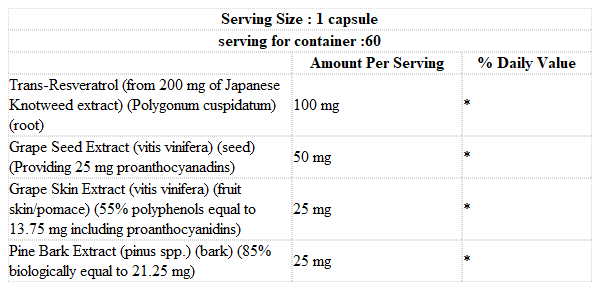 Serving Size : 1 capsule
serving for container :60
Amount Per Serving % Daily Value
Trans-Resveratrol (from 200 mg of Japanese
Knotweed extract) (Polygonum cuspidatum) 100 mg *
(root)
Grape Seed Extract (vitis vinifera) (seed)
(Providing 25 mg proanthocyanadins) 50 mg *
Grape Skin Extract (vitis vinifera) (fruit
skin/pomace) (55% polyphenols equal to 25 mg *
13.75 mg including proanthocyanidins)
Pine Bark Extract (pinus spp.) (bark) (85%
biologically equal to 21.25 mg) 25 mg *